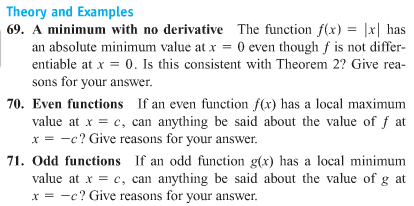 Theory and Examples
69. A minimum with no derivative The function f(x) = |x| has
an absolute minimum value at x = 0 even though f is not differ-
entiable at x = 0. Is this consistent with Theorem 2? Give rea-
sons for your answer.
70. Even functions If an even function f(x) has a local maximum
value at x = c, can anything be said about the value of f at
x = −c? Give reasons for your answer.
71. Odd functions If an odd function g(x) has a local minimum
value at x = c, can anything be said about the value of g at
x = −c? Give reasons for your answer.